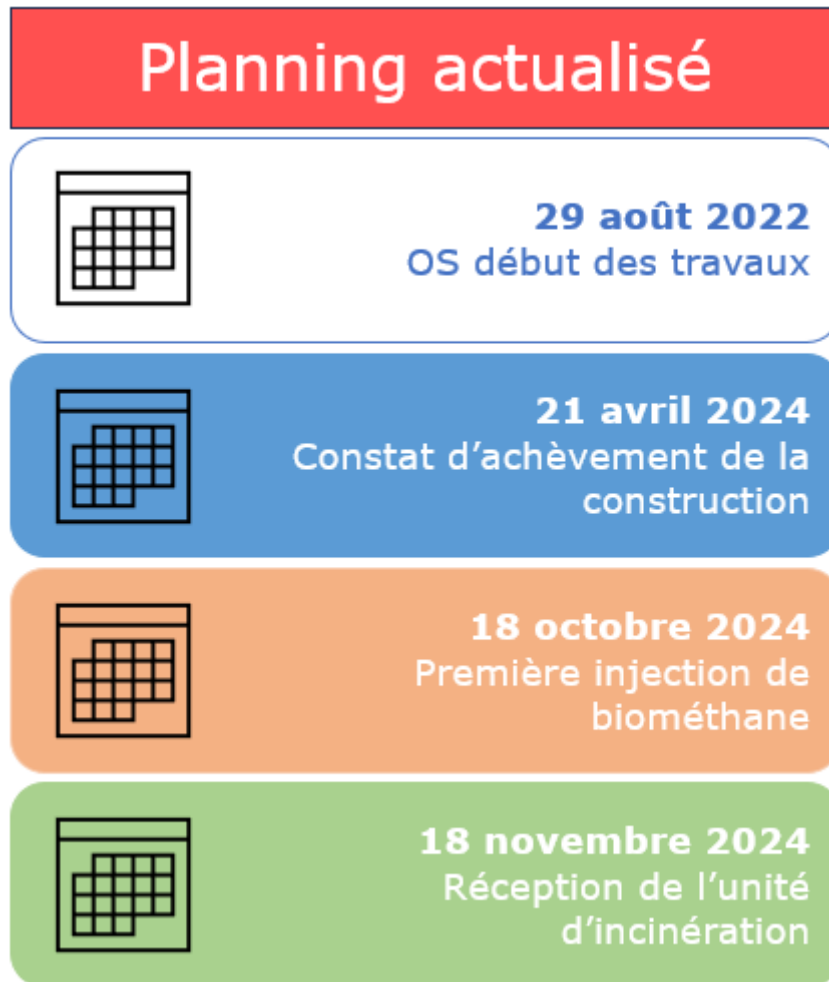 Planning actualisé
29 août 2022
OS début des travaux
21 avril 2024
Constat d’achèvement de la
construction
18 octobre 2024
Première injection de
biométhane
18 novembre 2024
Réception de l’unité
d’incinération